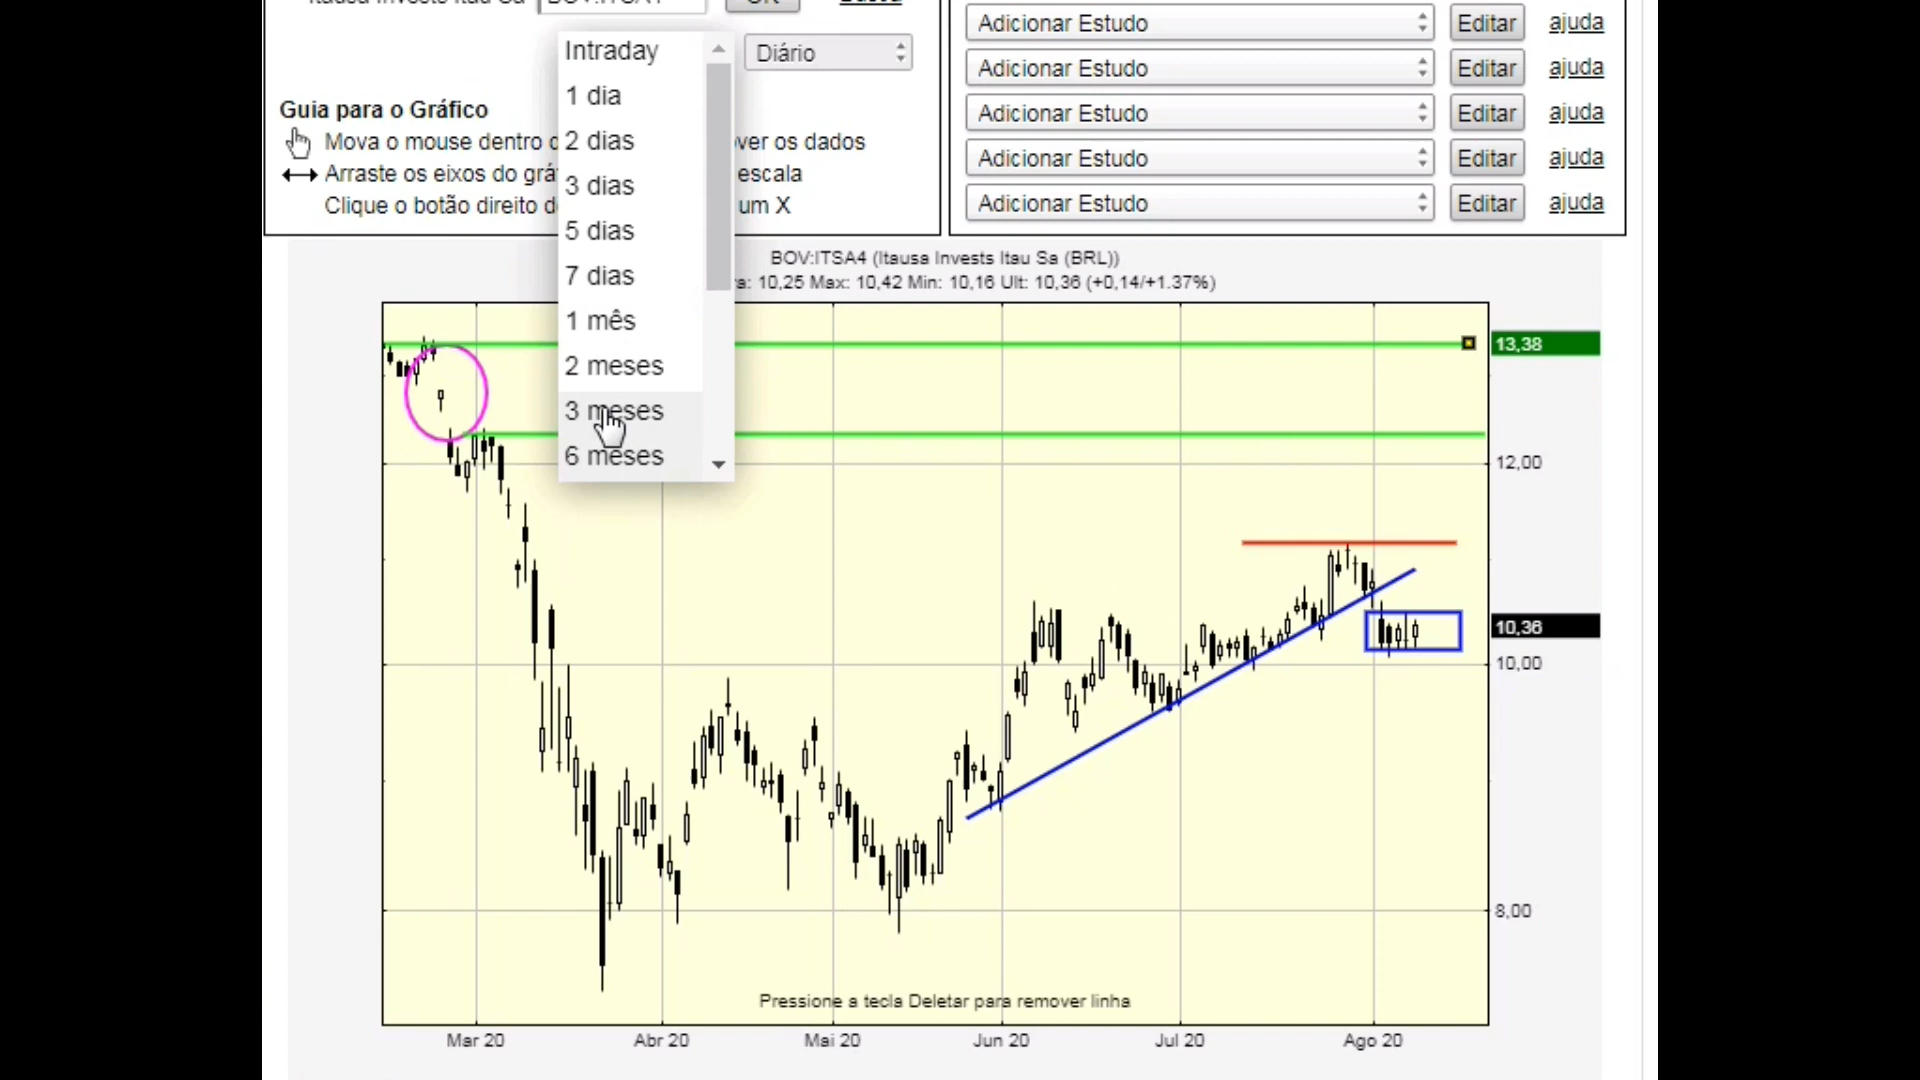 Intraday
1 dia
2 dias
3 dias
5 dias
7 dias
1 mês
2 meses
3 meses
6 meses
Diário
Guia para o Gráfico
Mova o mouse dentro
ver os dados
Arraste os eixos do
escala
Clique o botão direito
um X
Adicionar Estudo Editar ajuda
Adicionar Estudo Editar ajuda
Adicionar Estudo Editar ajuda
Adicionar Estudo Editar ajuda
Adicionar Estudo Editar ajuda
BOV:ITSA4 (Itausa Invests Itau Sa (BRL))
10,25 Max: 10,42 Min: 10,16 Ult: 10,36 (+0,14/+1.37%)
13,38
12,00
10,36
10,00
8,00
Pressione a tecla Deletar para remover linha
Mar 20 Abr 20 Mai 20 Jun 20 Jul 20 Ago 20